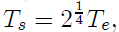 $T_s = 2^{\frac{1}{4}} T_e,$